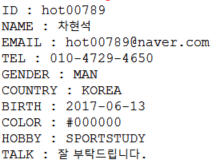 ID : hot00789
NAME : 차현석
EMAIL : hot00789@naver.com
TEL : 010-4729-4650
GENDER : MAN
COUNTRY : KOREA
BIRTH : 2017-06-13
COLOR : #000000
HOBBY : SPORTSTUDY
TALK : 잘 부탁드립니다.